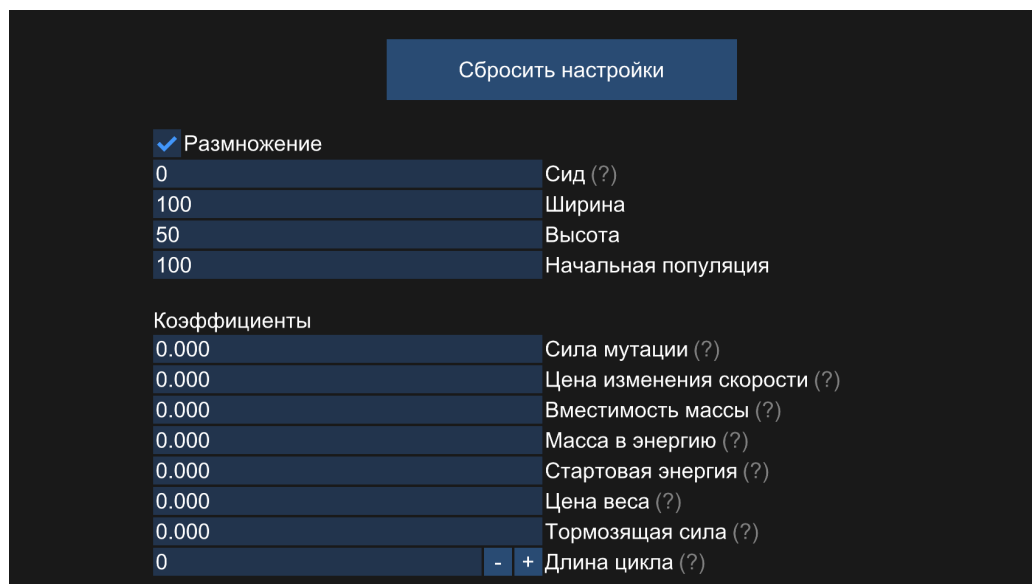 Сбросить настройки
Размножение
0 Сид (?)
100 Ширина
50 Высота
100 Начальная популяция
Коэффициенты
0.000 Сила мутации (?)
0.000 Цена изменения скорости (?)
0.000 Вместимость массы (?)
0.000 Масса в энергию (?)
0.000 Стартовая энергия (?)
0.000 Цена веса (?)
0.000 Тормозящая сила (?)
0 - + Длина цикла (?)